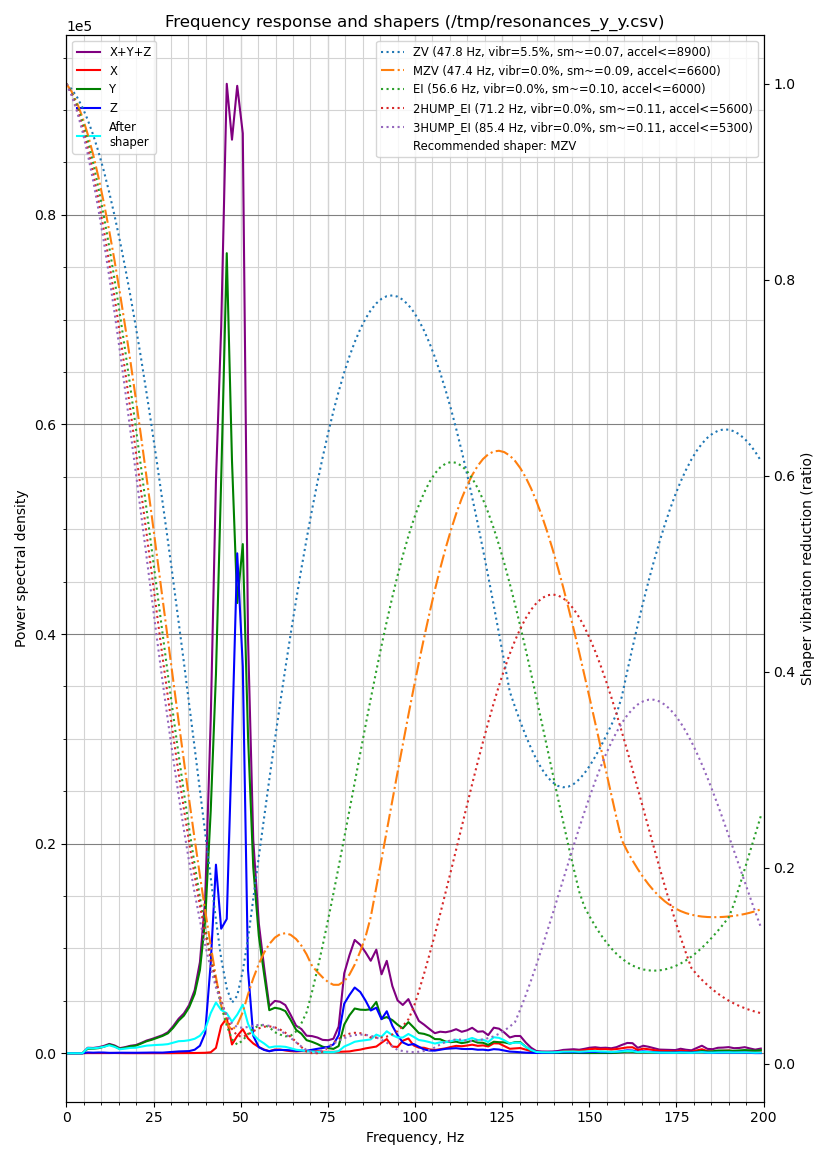 Frequency response and shapers (/tmp/resonances_y_y.csv)
1e5
X+Y+Z
X
Y
Z
After
shaper
ZV (47.8 Hz, vibr=5.5%, sm~=0.07, accel<=8900)
MZV (47.4 Hz, vibr=0.0%, sm~=0.09, accel<=6600)
EI (56.6 Hz, vibr=0.0%, sm~=0.10, accel<=6000)
2HUMP_EI (71.2 Hz, vibr=0.0%, sm~=0.11, accel<=5600)
3HUMP_EI (85.4 Hz, vibr=0.0%, sm~=0.11, accel<=5300)
Recommended shaper: MZV
Power spectral density
0.8
0.6
0.4
0.2
0.0
1.0
0.8
0.6
0.4
0.2
0.0
Shaper vibration reduction (ratio)
0 25 50 75 100 125 150 175 200
Frequency, Hz